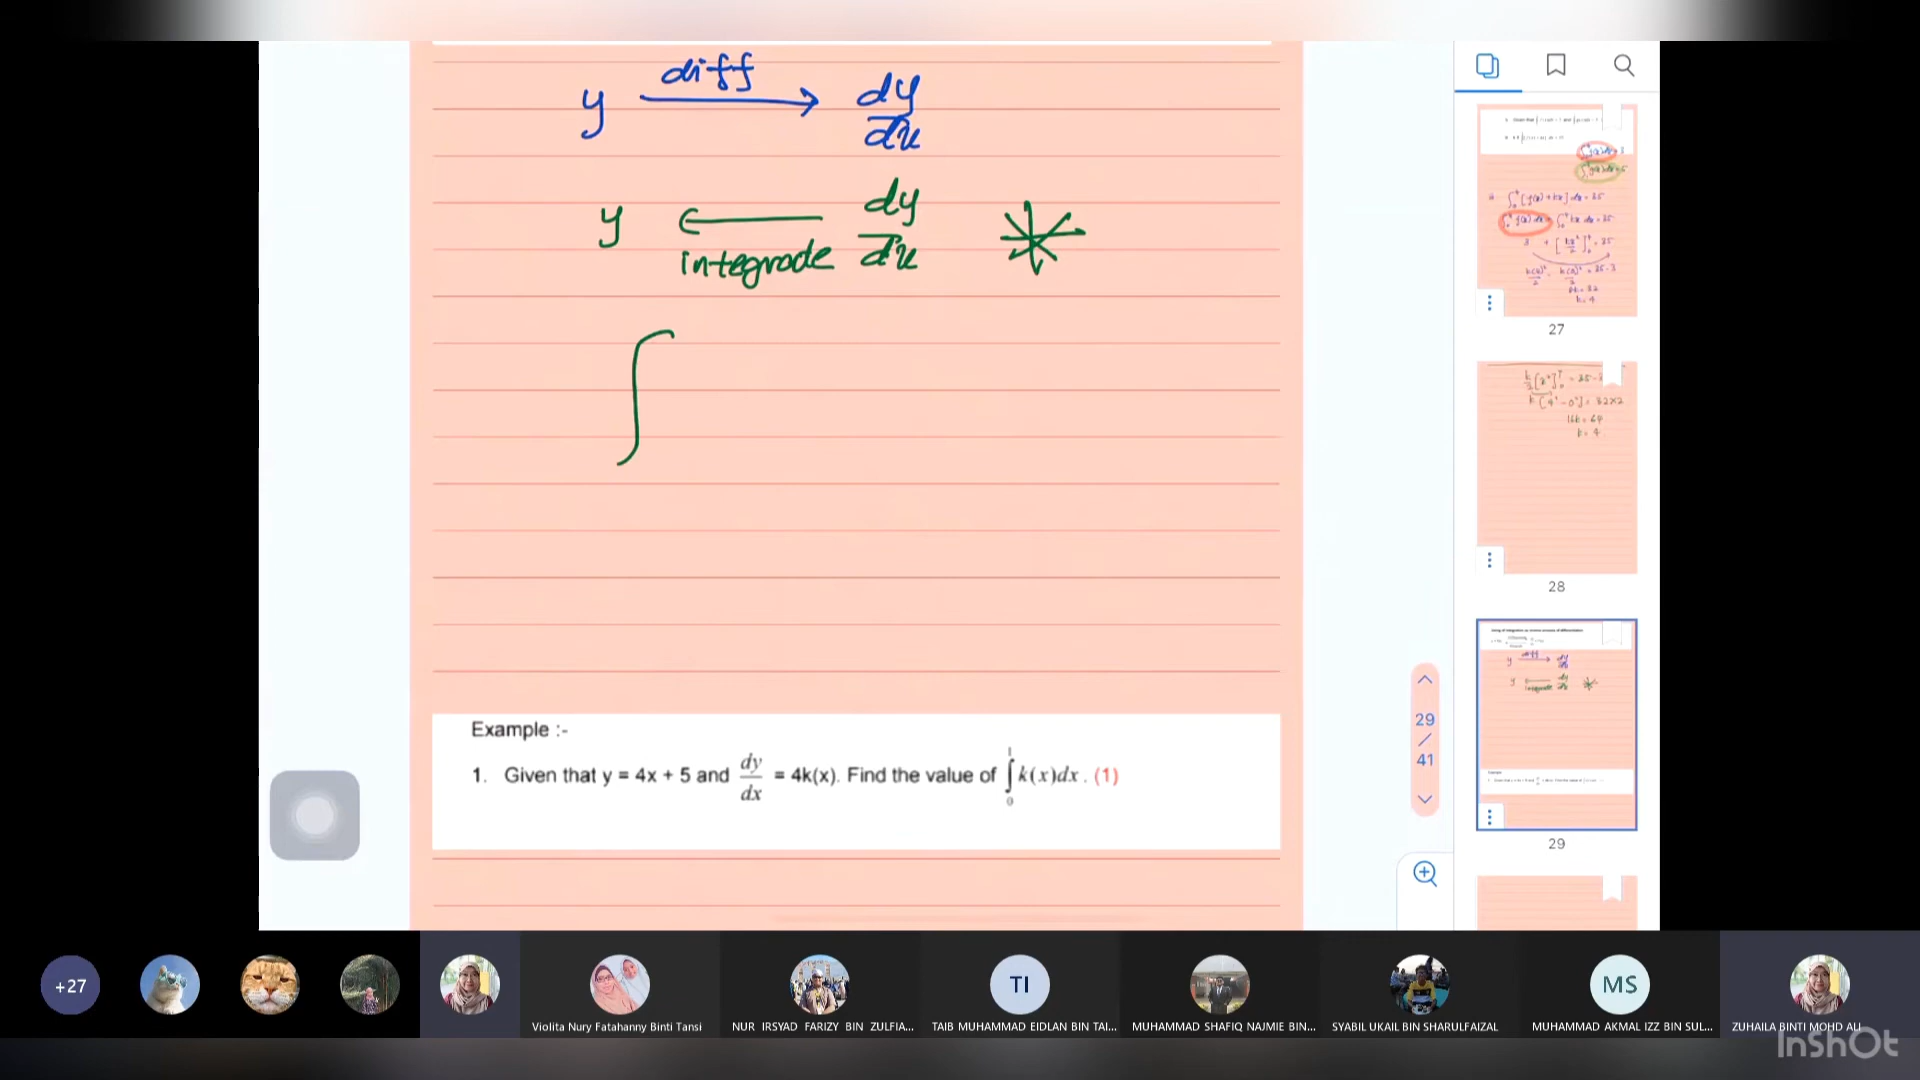 diff
y → dy/dx
y ← dy/dx
integrade
∫
Example :-
1. Given that y = 4x + 5 and dy/dx = 4k(x). Find the value of ∫₀¹ k(x)dx . (1)
27
28
29
29 / 41
+27
TI
MS
Violita Nury Fatahanny Binti Tansi
NUR IRSYAD FARIZY BIN ZULFIA...
TAIB MUHAMMAD EIDLAN BIN TAI...
MUHAMMAD SHAFIQ NAJMIE BIN...
SYABIL UKAIL BIN SHARULFAIZAL
MUHAMMAD AKMAL IZZ BIN SUL...
ZUHAILA BINTI MOHD ALI
InShOt